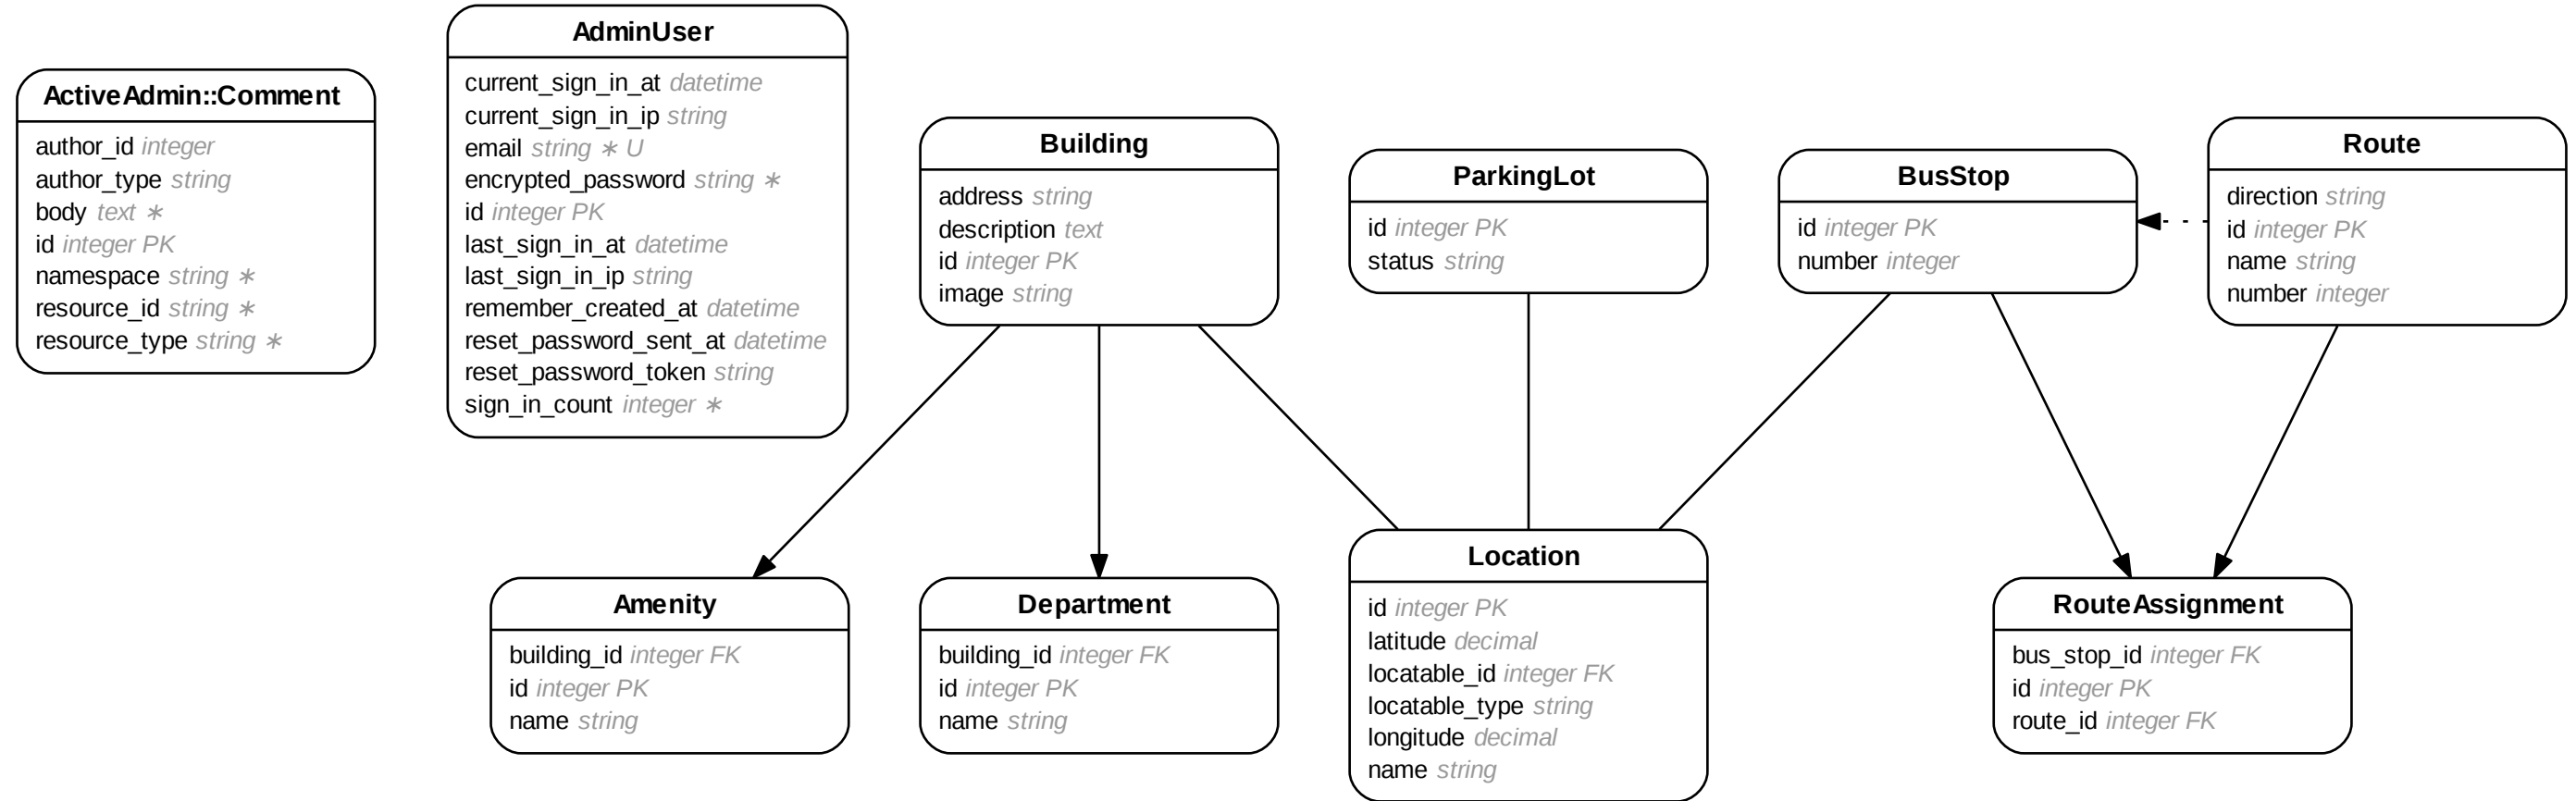 ActiveAdmin::Comment
author_id integer
author_type string
body text ∗
id integer PK
namespace string ∗
resource_id string ∗
resource_type string ∗
AdminUser
current_sign_in_at datetime
current_sign_in_ip string
email string ∗ U
encrypted_password string ∗
id integer PK
last_sign_in_at datetime
last_sign_in_ip string
remember_created_at datetime
reset_password_sent_at datetime
reset_password_token string
sign_in_count integer ∗
Building
address string
description text
id integer PK
image string
ParkingLot
id integer PK
status string
BusStop
id integer PK
number integer
Route
direction string
id integer PK
name string
number integer
Amenity
building_id integer FK
id integer PK
name string
Department
building_id integer FK
id integer PK
name string
Location
id integer PK
latitude decimal
locatable_id integer FK
locatable_type string
longitude decimal
name string
RouteAssignment
bus_stop_id integer FK
id integer PK
route_id integer FK